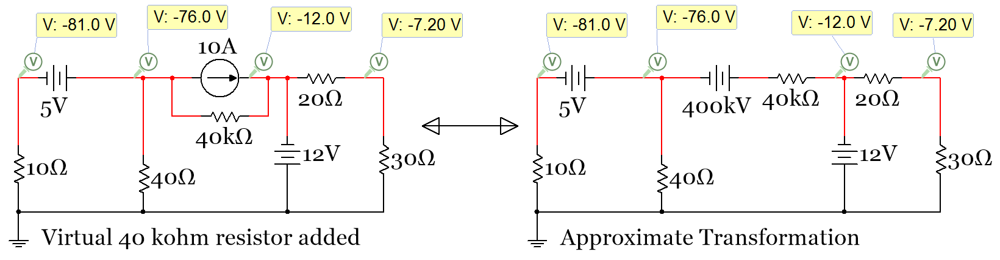 V: -81.0 V
V: -76.0 V
V: -12.0 V
V: -7.20 V
V
V
V
V
10A
5V
20Ω
40kΩ
12V
10Ω
40Ω
30Ω
Virtual 40 kohm resistor added
V: -81.0 V
V: -76.0 V
V: -12.0 V
V: -7.20 V
V
V
V
V
5V
400kV
40kΩ
20Ω
12V
10Ω
40Ω
30Ω
Approximate Transformation